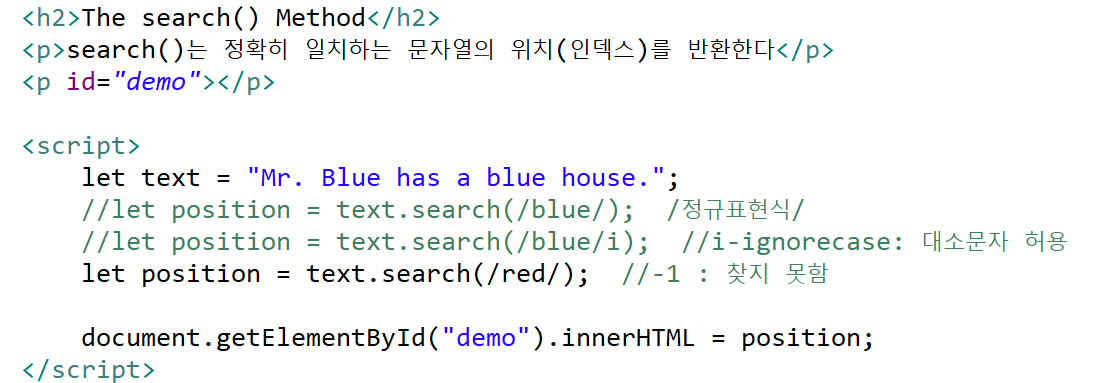 <h2>The search() Method</h2>
<p>search()는 정확히 일치하는 문자열의 위치(인덱스)를 반환한다</p>
<p id="demo"></p>
<script>
let text = "Mr. Blue has a blue house.";
//let position = text.search(/blue/);  /정규표현식/
//let position = text.search(/blue/i);  //i-ignorecase: 대소문자 허용
let position = text.search(/red/);  //-1 : 찾지 못함
document.getElementById("demo").innerHTML = position;
</script>